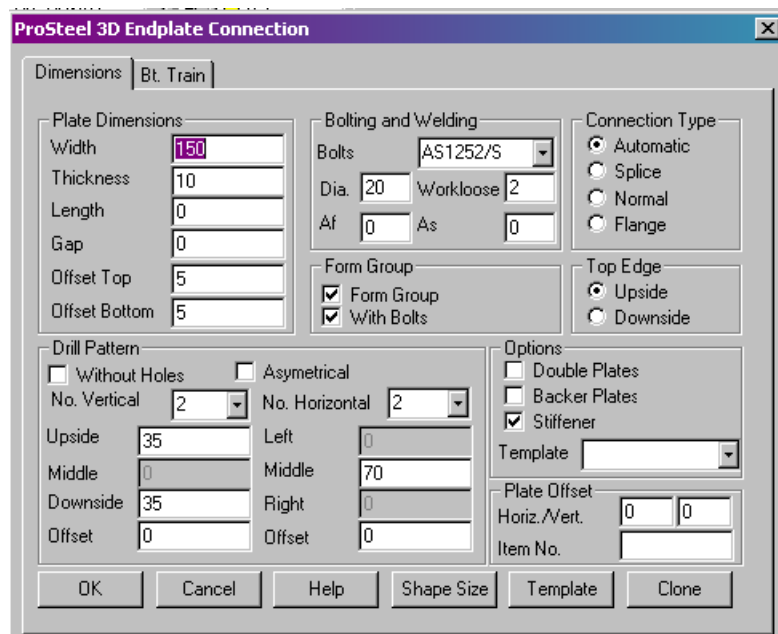 ProSteel 3D Endplate Connection
Dimensions Bt. Train
Plate Dimensions
Width 150
Thickness 10
Length 0
Gap 0
Offset Top 5
Offset Bottom 5
Bolting and Welding
Bolts AS1252/S
Dia. 20 Workloose 2
Af 0 As 0
Form Group
Form Group
With Bolts
Connection Type
Automatic
Splice
Normal
Flange
Top Edge
Upside
Downside
Drill Pattern
Without Holes Asymetrical
No. Vertical 2 No. Horizontal 2
Upside 35 Left 0
Middle 0 Middle 70
Downside 35 Right 0
Offset 0 Offset 0
Options
Double Plates
Backer Plates
Stiffener
Template
Plate Offset
Horiz./Vert. 0 0
Item No.
OK Cancel Help Shape Size Template Clone